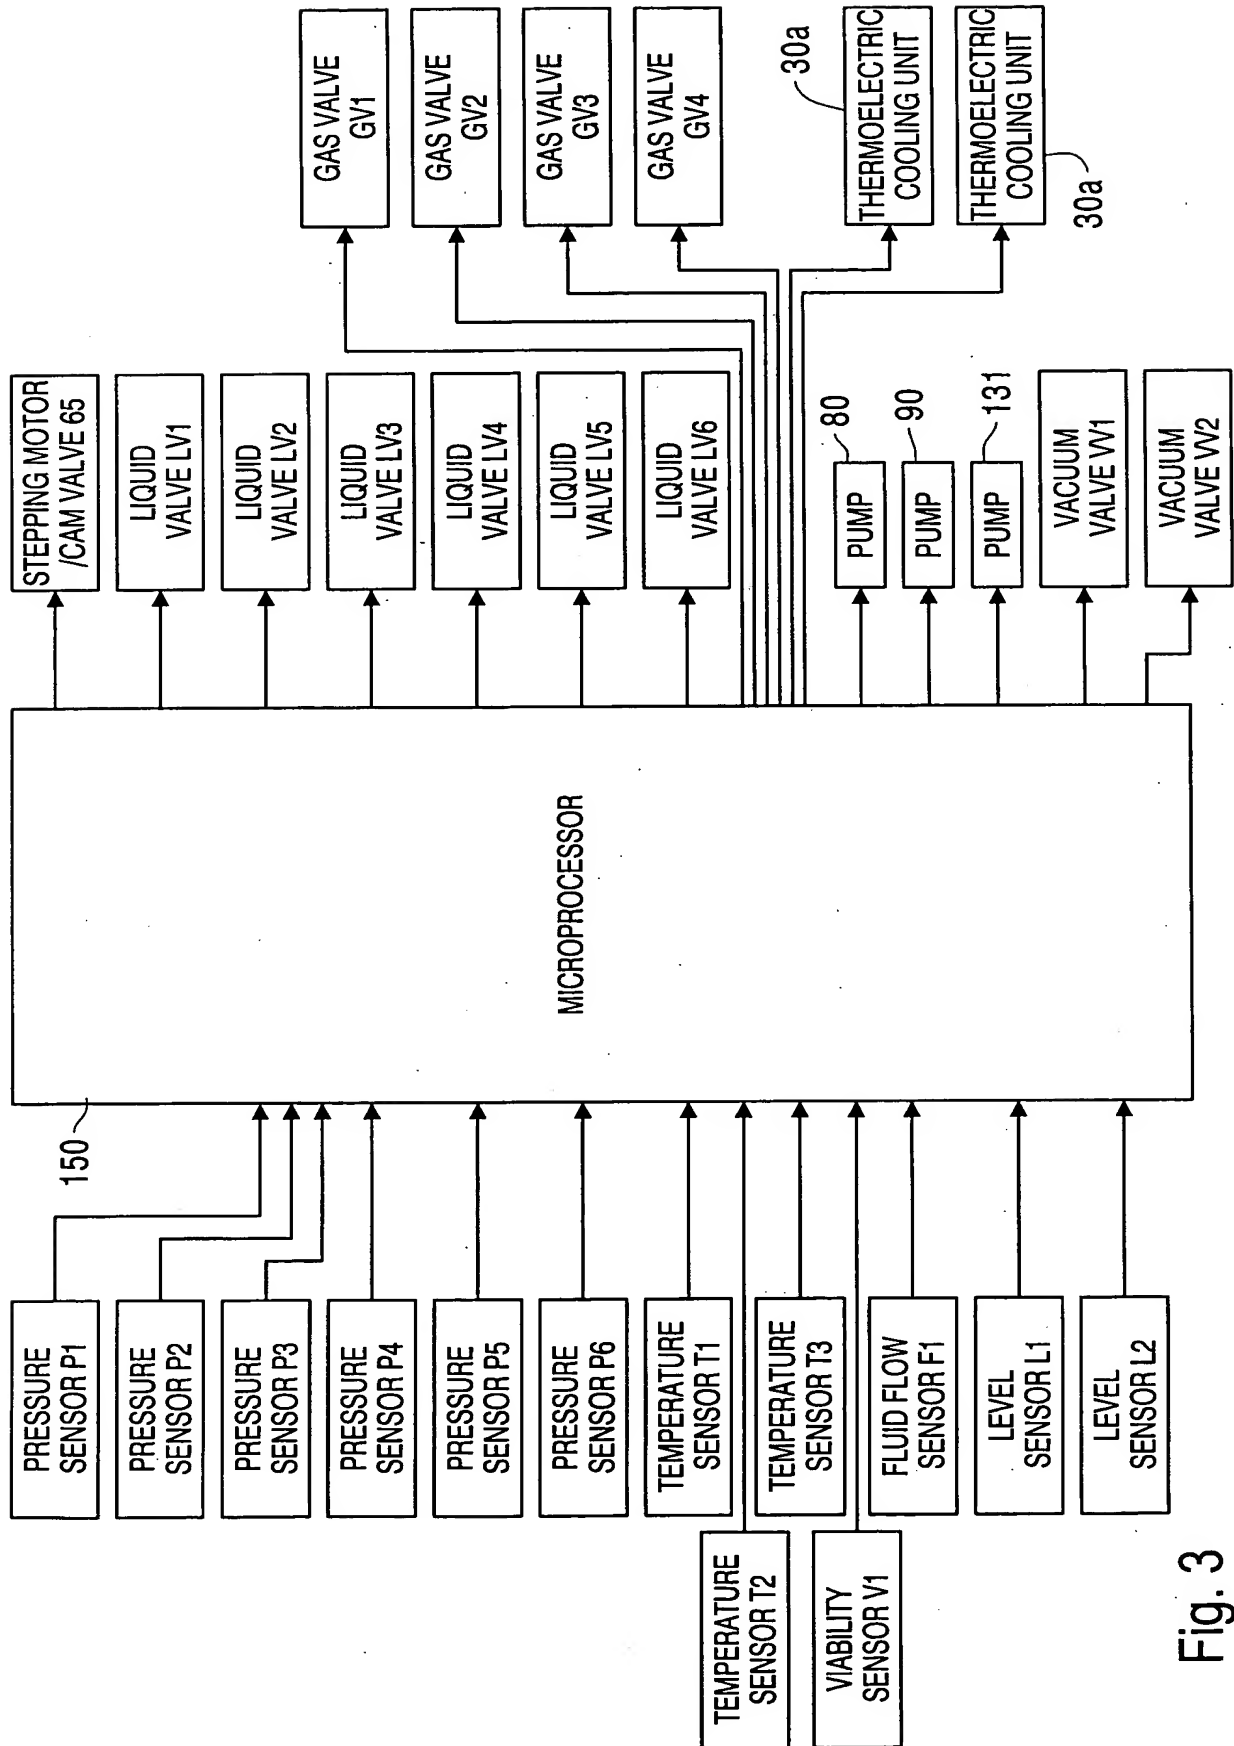 PRESSURE
SENSOR P1
PRESSURE
SENSOR P2
PRESSURE
SENSOR P3
PRESSURE
SENSOR P4
PRESSURE
SENSOR P5
PRESSURE
SENSOR P6
TEMPERATURE
SENSOR T1
TEMPERATURE
SENSOR T2
TEMPERATURE
SENSOR T3
VIABILITY
SENSOR V1
FLUID FLOW
SENSOR F1
LEVEL
SENSOR L1
LEVEL
SENSOR L2
150
MICROPROCESSOR
STEPPING MOTOR
/CAM VALVE 65
LIQUID
VALVE LV1
LIQUID
VALVE LV2
LIQUID
VALVE LV3
LIQUID
VALVE LV4
LIQUID
VALVE LV5
LIQUID
VALVE LV6
GAS VALVE
GV1
GAS VALVE
GV2
GAS VALVE
GV3
GAS VALVE
GV4
30a
THERMOELECTRIC
COOLING UNIT
THERMOELECTRIC
COOLING UNIT
30a
PUMP
80
PUMP
90
PUMP
131
VACUUM
VALVE VV1
VACUUM
VALVE VV2
Fig. 3